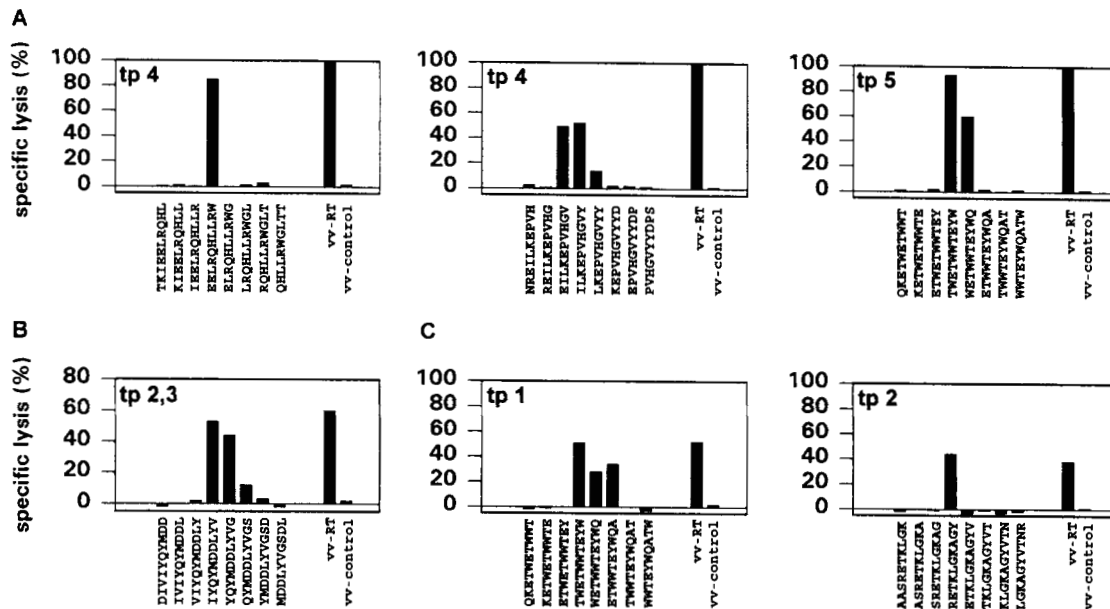 A
specific lysis (%)
100
80
60
40
20
0
tp 4
TKIEELRQHL
KIEELRQHLL
IEELRQHLLR
EELRQHLLRW
ELRQHLLRWG
LRQHLLRWGL
RQHLLRWGLT
QHLLRWGLTT
vv-RT
vv-control
100
80
60
40
20
0
tp 4
NREILKEPVH
REILKEPVHG
EILKEPVHGV
ILKEPVHGVY
LKEPVHGVYY
KEPVHGVYYD
EPVHGVYYDP
PVHGVYYDPS
vv-RT
vv-control
100
80
60
40
20
0
tp 5
QKETWETWWT
KETWETWWTE
ETWETWWTEY
TWETWWTEYW
WETWWTEYWQ
ETWWTEYWQA
TWWTEYWQAT
WWTEYWQATW
vv-RT
vv-control
B
specific lysis (%)
80
60
40
20
0
tp 2,3
DIVIYQYMDD
IVIYQYMDDL
VIYQYMDDLY
IYQYMDDLYV
YQYMDDLYVG
QYMDDLYVGS
YMDDLYVGSD
MDDLYVGSDL
vv-RT
vv-control
C
100
80
60
40
20
0
tp 1
QKETWETWWT
KETWETWWTE
ETWETWWTEY
TWETWWTEYW
WETWWTEYWQ
ETWWTEYWQA
TWWTEYWQAT
WWTEYWQATW
vv-RT
vv-control
100
80
60
40
20
0
tp 2
AASRETKLGK
ASRETKLGKA
SRETKLGKAG
RETKLGKAGY
ETKLGKAGYV
TKLGKAGYVT
KLGKAGYVTN
LGKAGYVTNR
vv-RT
vv-control